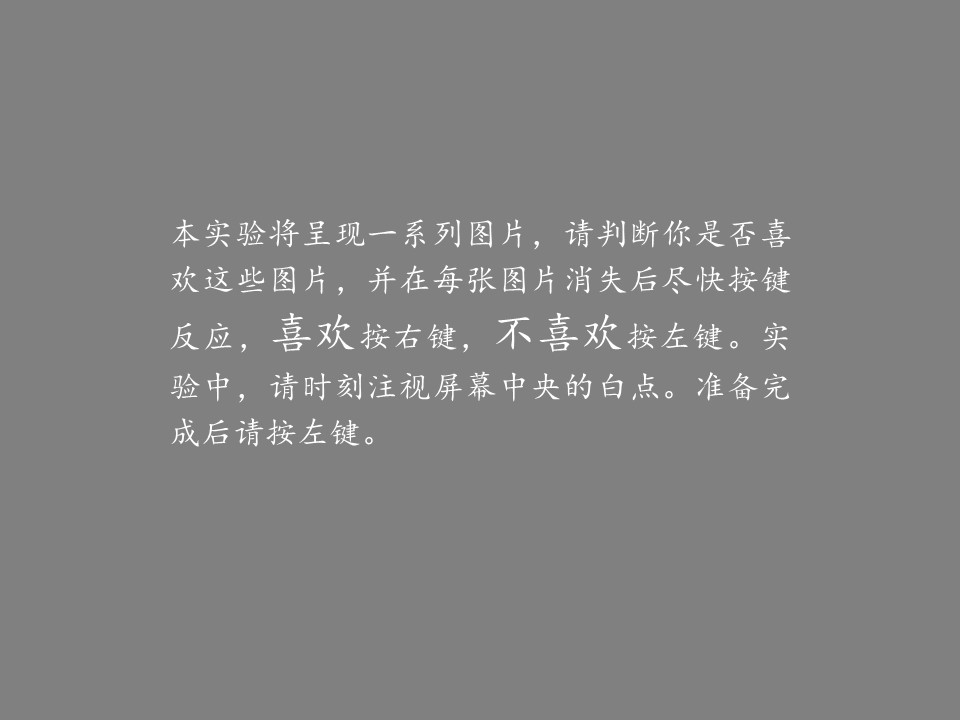 本实验将呈现一系列图片，请判断你是否喜
欢这些图片，并在每张图片消失后尽快按键
反应，喜欢按右键，不喜欢按左键。实
验中，请时刻注视屏幕中央的白点。准备完
成后请按左键。